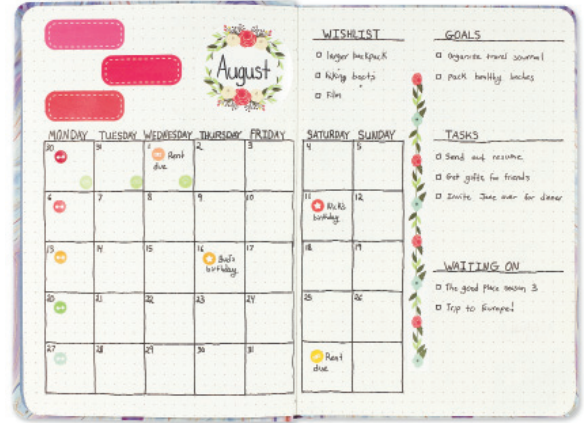 August
WISHLIST
larger backpack
hiking boots
Film
GOALS
Organize travel journal
Pack healthy
MONDAY TUESDAY WEDNESDAY THURSDAY FRIDAY SATURDAY SUNDAY
30 31 1 2 3 4 5
Rent
due
6 7 8 9 10 11 12
birthday
13 14 15 16 17 18 19
birthday
20 21 22 23 24 25 26
27 28 29 30 31
Rent
due
TASKS
Send out resume
Get gifts for friends
Invite Jane over for dinner
WAITING ON
The good Place season 3
Trip to Europe!